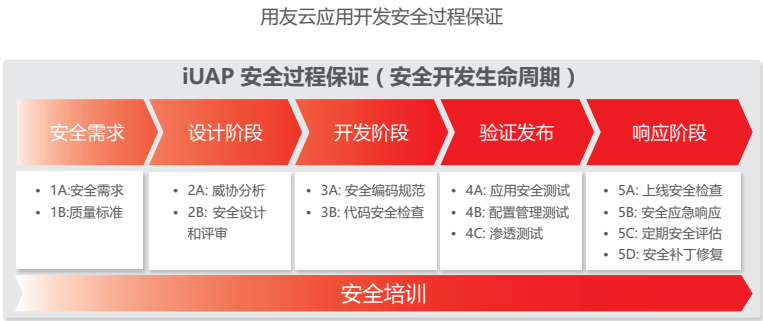 用友云应用开发安全过程保证
iUAP 安全过程保证（安全开发生命周期）
安全需求
设计阶段
开发阶段
验证发布
响应阶段
• 1A:安全需求
• 1B:质量标准
• 2A: 威协分析
• 2B: 安全设计
和评审
• 3A: 安全编码规范
• 3B: 代码安全检查
• 4A: 应用安全测试
• 4B: 配置管理测试
• 4C: 渗透测试
• 5A: 上线安全检查
• 5B: 安全应急响应
• 5C: 定期安全评估
• 5D: 安全补丁修复
安全培训